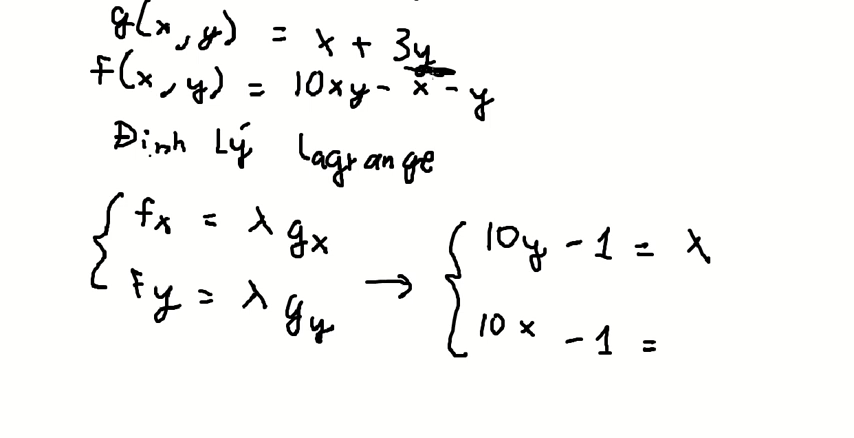 g(x, y) = x + 3y
f(x, y) = 10xy - x - y
Định Lý Lagrange
{ fx = λ gx → { 10y - 1 = λ
fy = λ gy 10x - 1 =